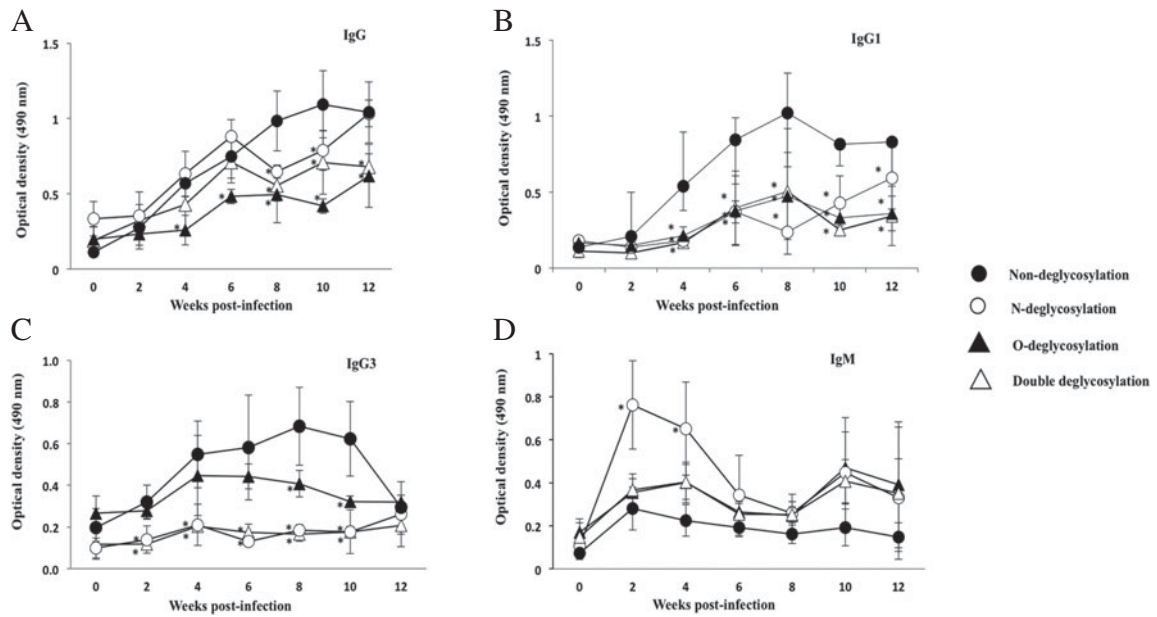 A
IgG
Optical density (490 nm)
1.5
1
0.5
0
0 2 4 6 8 10 12
Weeks post-infection
B
IgG1
Optical density (490 nm)
1.5
1
0.5
0
0 2 4 6 8 10 12
Weeks post-infection
C
IgG3
Optical density (490 nm)
1.0
0.8
0.6
0.4
0.2
0.0
0 2 4 6 8 10 12
Weeks post-infection
D
IgM
Optical density (490 nm)
1
0.8
0.6
0.4
0.2
0
0 2 4 6 8 10 12
Weeks post-infection
Non-deglycosylation
N-deglycosylation
O-deglycosylation
Double deglycosylation